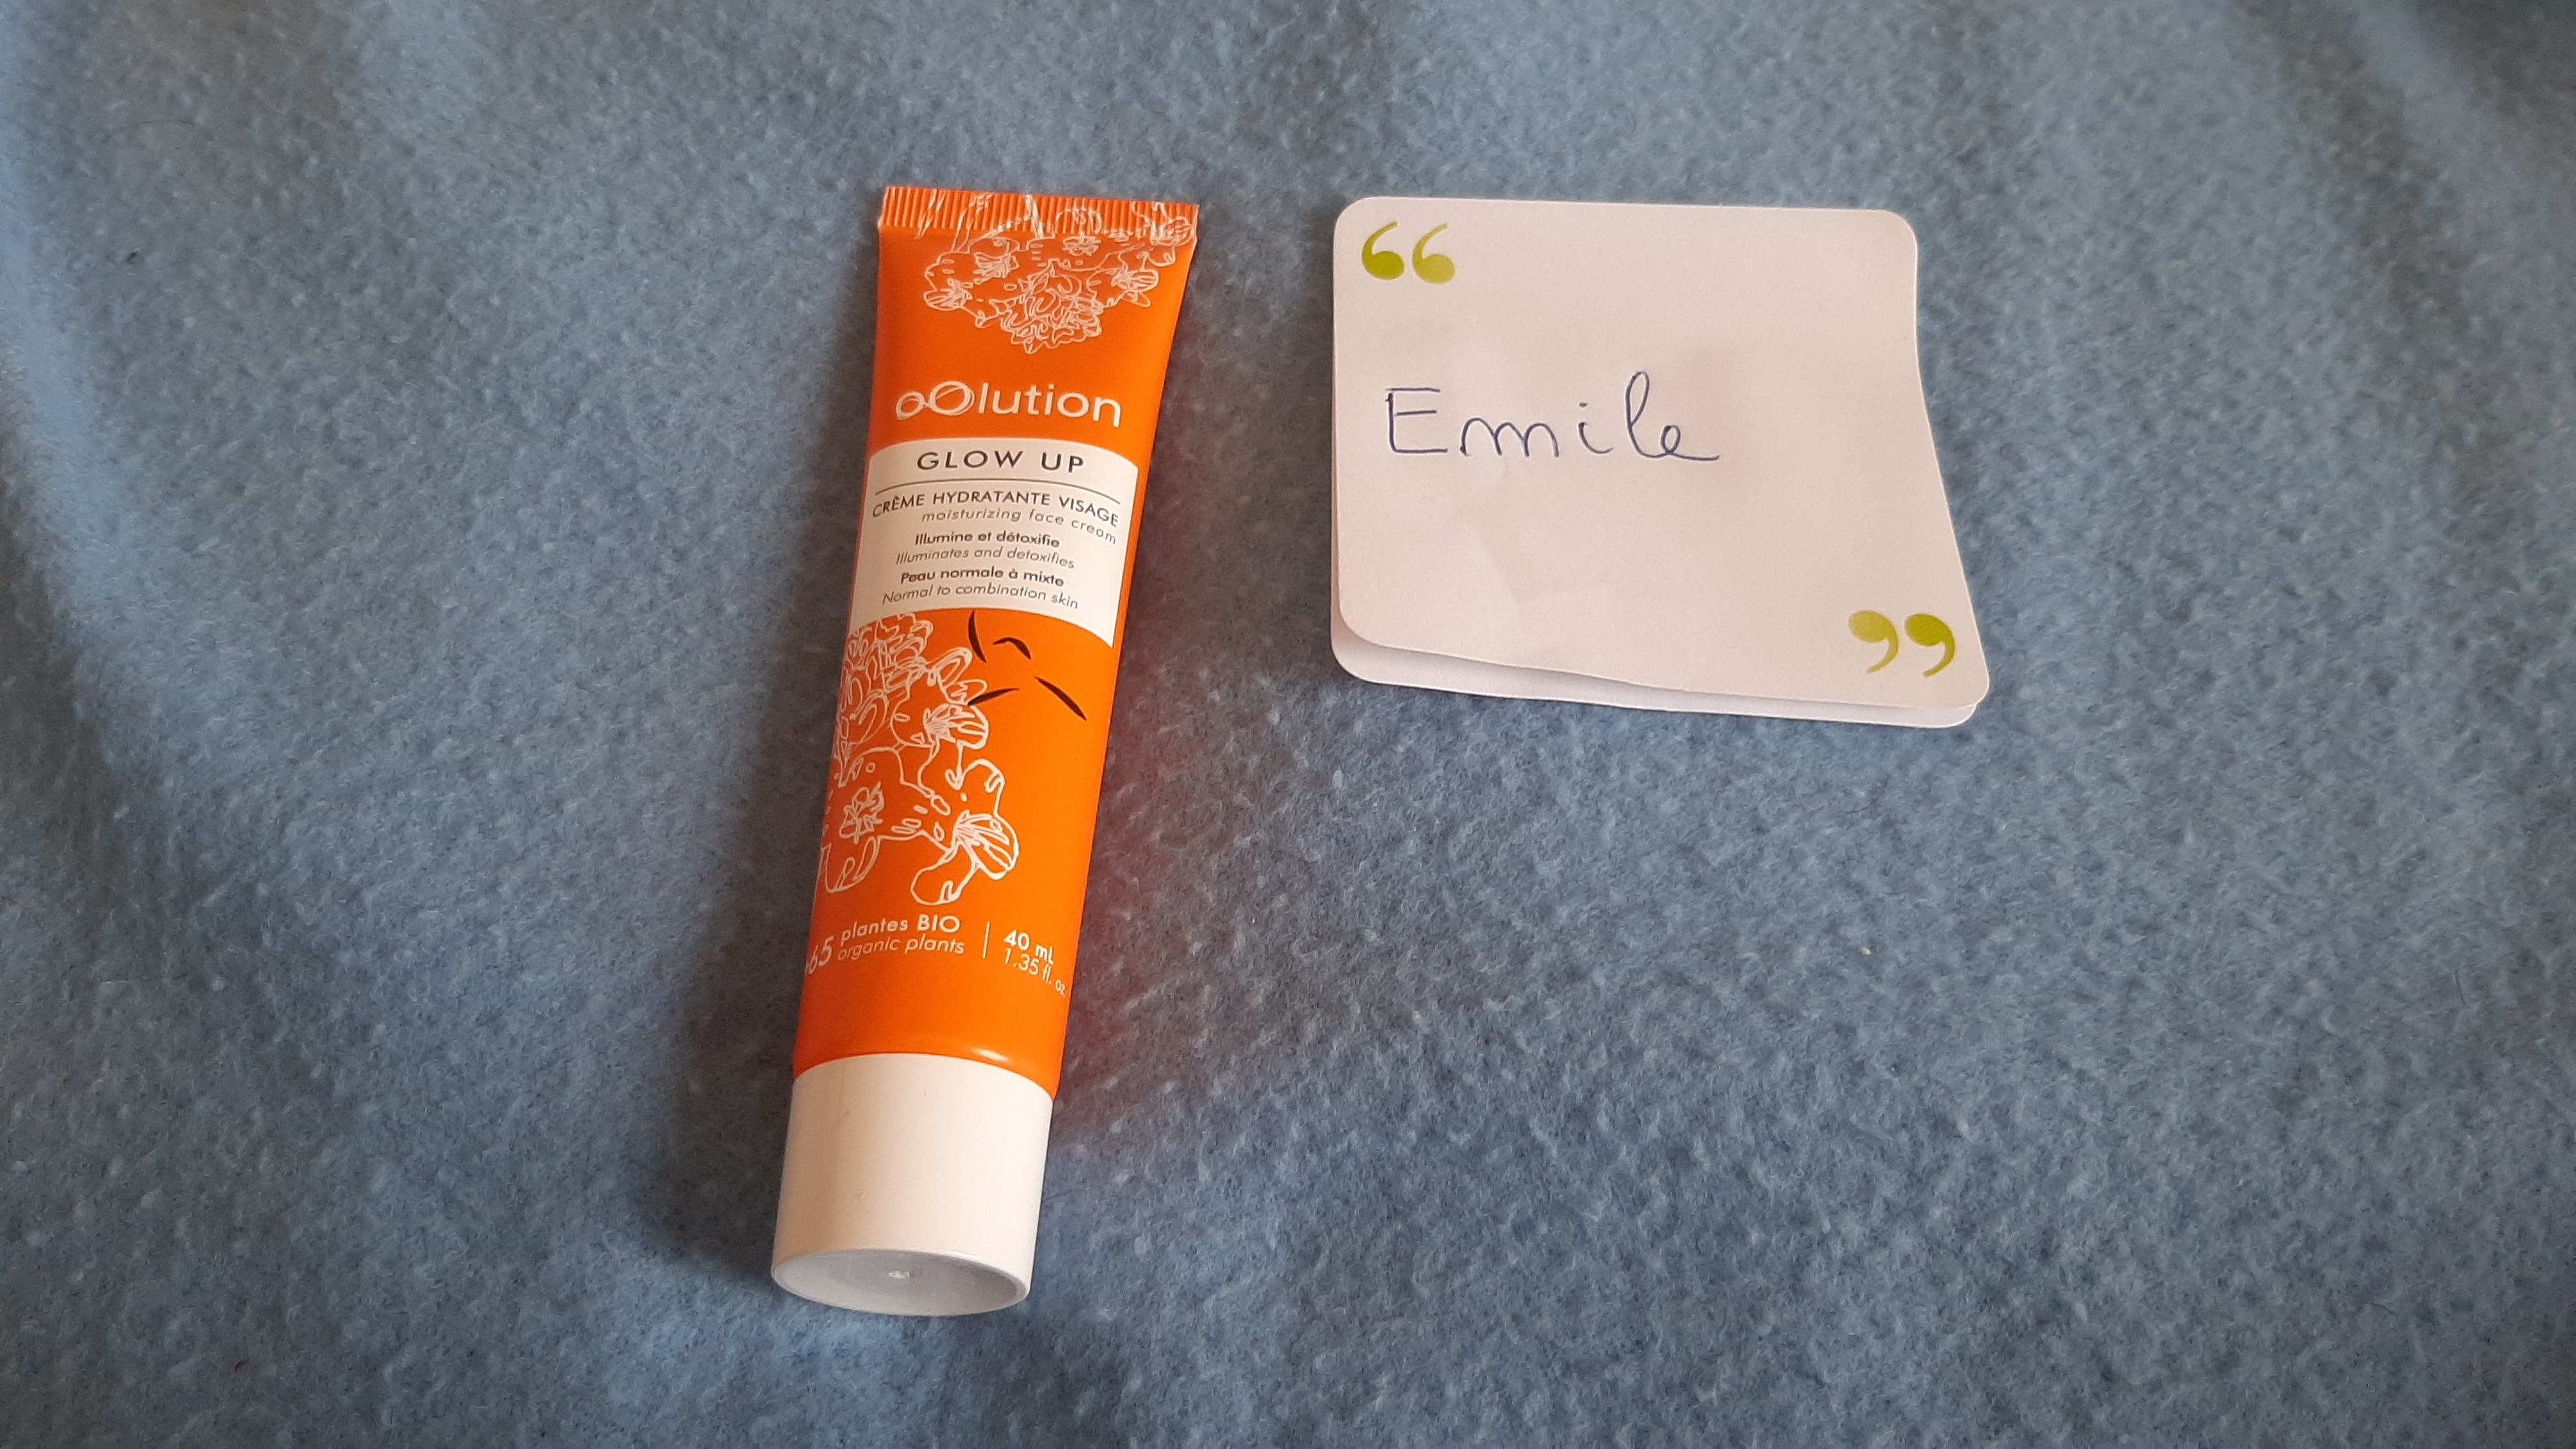 oOlution
GLOW UP
CRÈME HYDRATANTE VISAGE
moisturizing face cream
Illumine et détoxifie
Illuminates and detoxifies
Peau normale à mixte
Normal to combination skin
+65 plantes BIO
organic plants
40 mL
1.35 fl. oz.
“
Emile
”